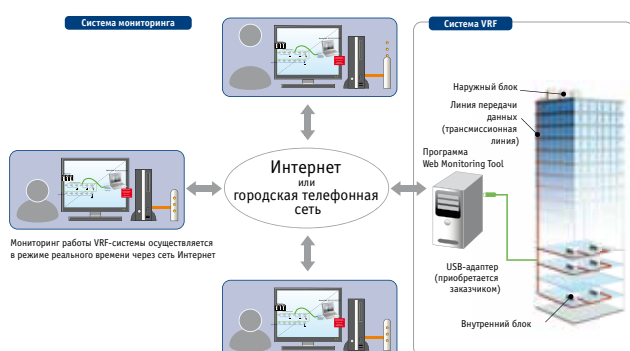 Система мониторинга
Система VRF
Наружный блок
Линия передачи
данных
(трансмиссионная
линия)
Программа
Web Monitoring Tool
Интернет
или
городская телефонная
сеть
Мониторинг работы VRF-системы осуществляется
в режиме реального времени через сеть Интернет
USB-адаптер
(приобретается
заказчиком)
Внутренний блок